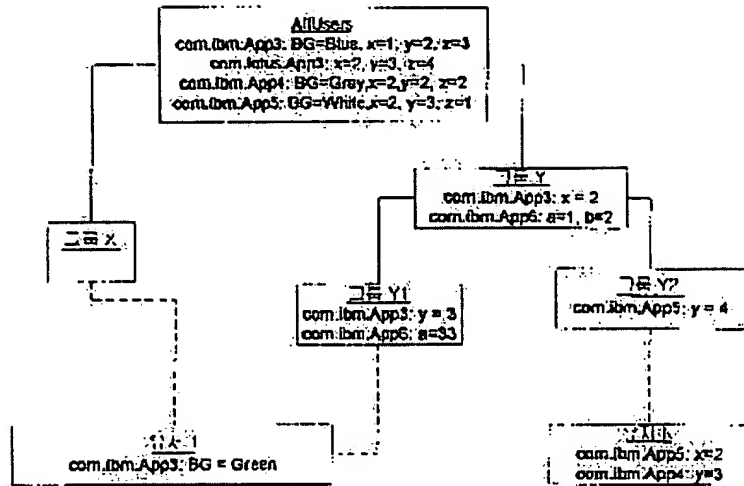 AllUsers
com.ibm.App3: BG=Blue, x=1, y=2, z=3
com.lotus.App3: x=2, y=3, z=4
com.ibm.App4: BG=Gray,x=2,y=2, z=2
com.ibm.App5: BG=White,x=2, y=3, z=1
그룹 Y
com.ibm.App3: x = 2
com.ibm.App6: a=1, b=2
그룹 X
그룹 Y1
com.ibm.App3: y = 3
com.ibm.App6: a=33
그룹 Y2
com.ibm.App5: y = 4
com.ibm.App3: BG = Green
com.ibm.App5: x=2
com.ibm.App4: y=3